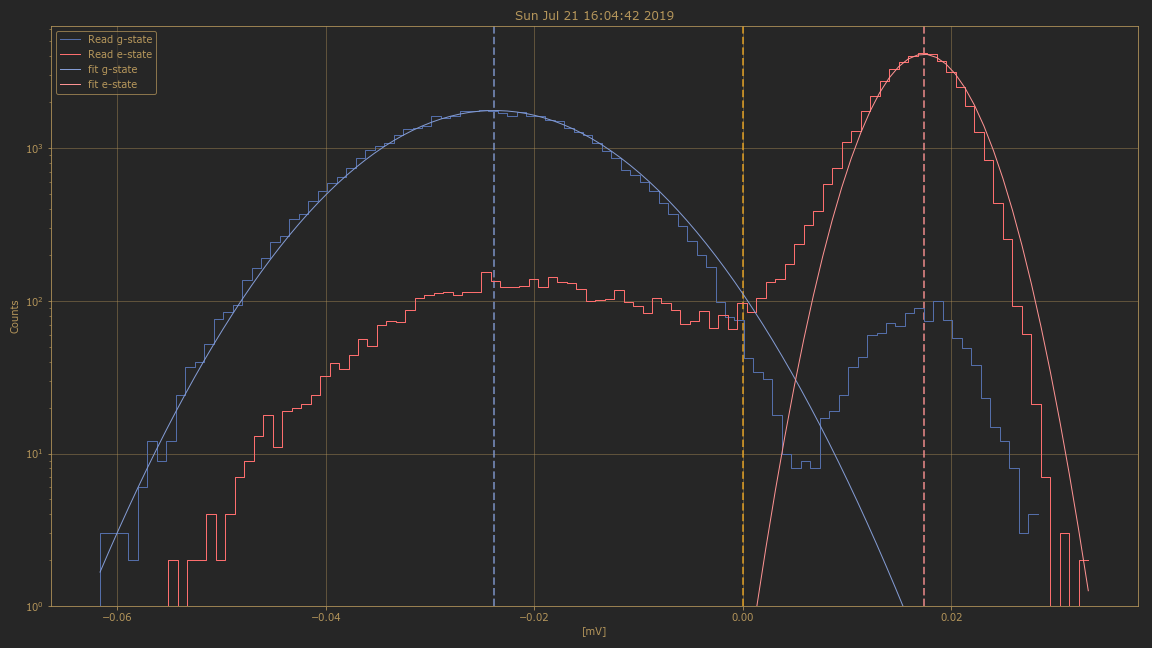 Sun Jul 21 16:04:42 2019
Read g-state
Read e-state
fit g-state
fit e-state
Counts
10³
10²
10¹
10⁰
−0.06
−0.04
−0.02
0.00
0.02
[mV]